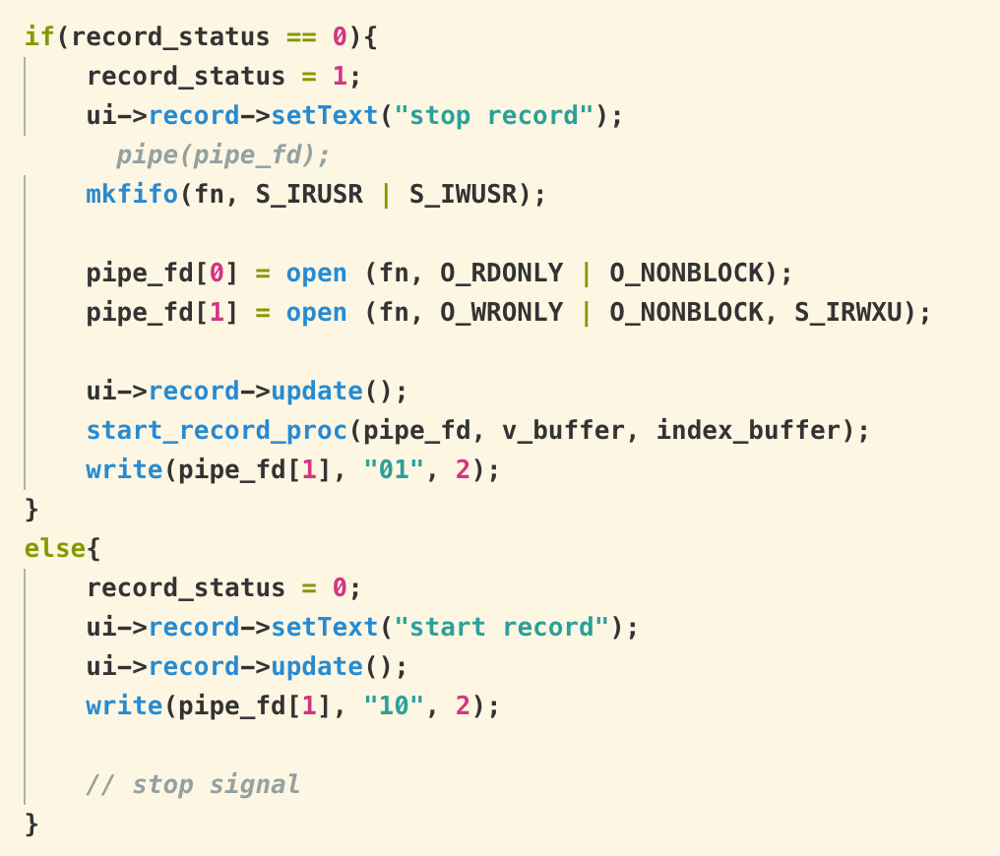 if(record_status == 0){
    record_status = 1;
    ui->record->setText("stop record");
      pipe(pipe_fd);
    mkfifo(fn, S_IRUSR | S_IWUSR);

    pipe_fd[0] = open (fn, O_RDONLY | O_NONBLOCK);
    pipe_fd[1] = open (fn, O_WRONLY | O_NONBLOCK, S_IRWXU);

    ui->record->update();
    start_record_proc(pipe_fd, v_buffer, index_buffer);
    write(pipe_fd[1], "01", 2);
}
else{
    record_status = 0;
    ui->record->setText("start record");
    ui->record->update();
    write(pipe_fd[1], "10", 2);

    // stop signal
}